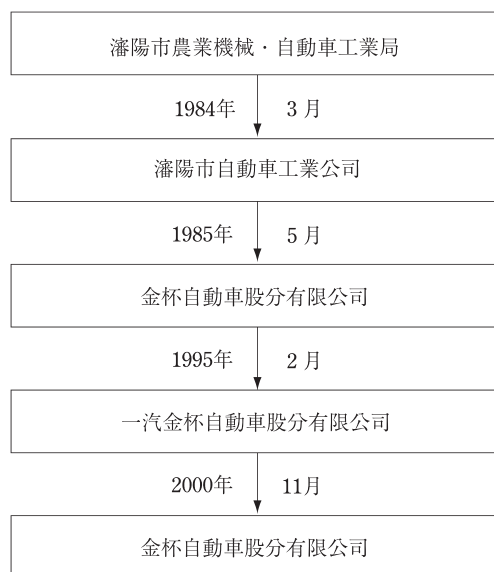 瀋陽市農業機械・自動車工業局
1984年 3月
瀋陽市自動車工業公司
1985年 5月
金杯自動車股分有限公司
1995年 2月
一汽金杯自動車股分有限公司
2000年 11月
金杯自動車股分有限公司